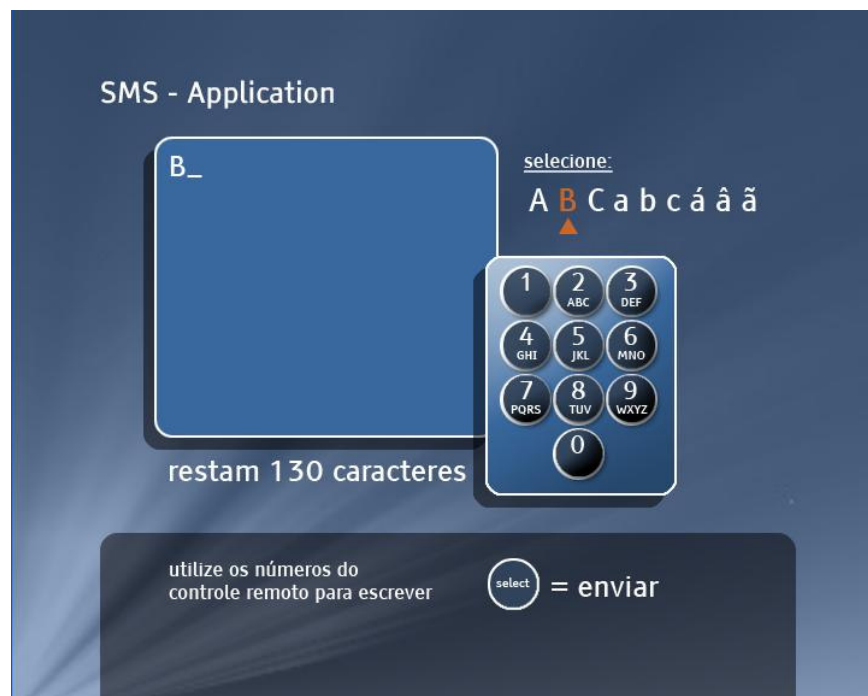 SMS - Application
B_
selecione:
A B C a b c á â ã
1
2
ABC
3
DEF
4
GHI
5
JKL
6
MNO
7
PQRS
8
TUV
9
WXYZ
0
restam 130 caracteres
utilize os números do
controle remoto para escrever
select = enviar